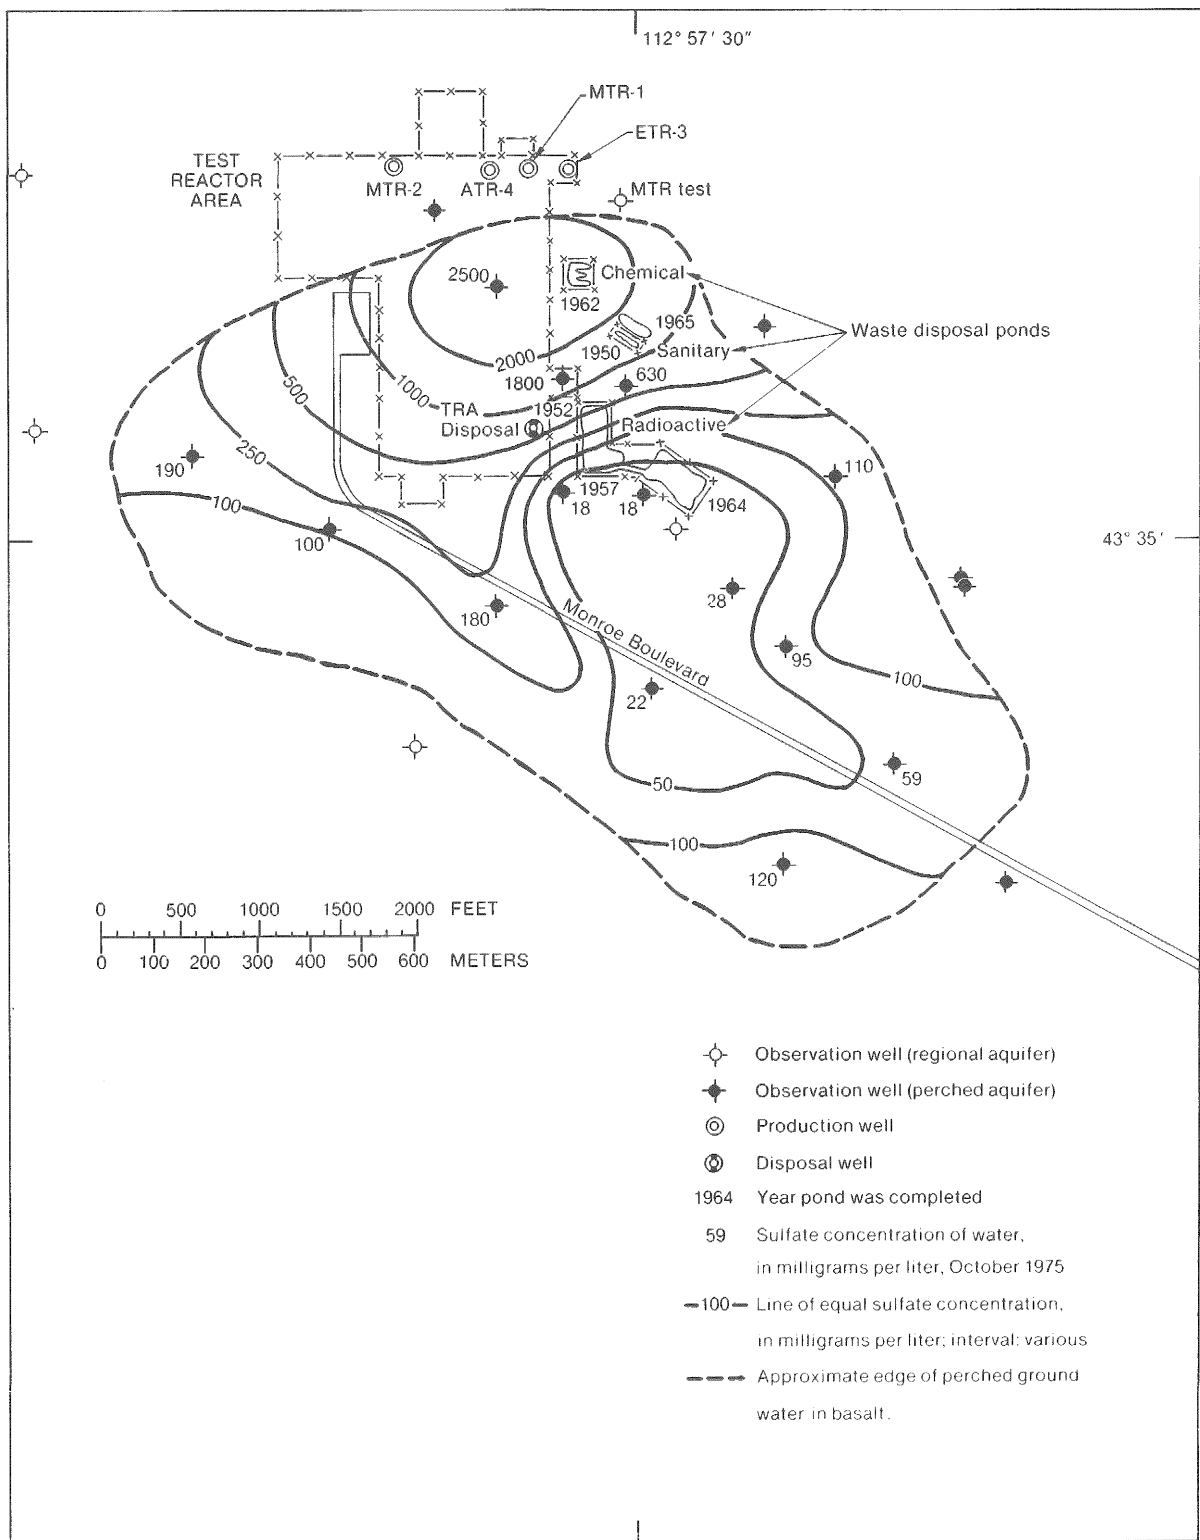 112° 57′ 30″
MTR-1
ETR-3
TEST
REACTOR
AREA
MTR-2
ATR-4
MTR test
2500
Chemical
1962
1965
1950
Sanitary
Waste disposal ponds
2000
1800
630
500
1000
TRA
Disposal
1952
Radioactive
250
190
110
100
1957
1964
18
18
100
43° 35′
28
180
Monroe Boulevard
95
22
100
59
50
100
120
0 500 1000 1500 2000 FEET
0 100 200 300 400 500 600 METERS
Observation well (regional aquifer)
Observation well (perched aquifer)
Production well
Disposal well
1964 Year pond was completed
59 Sulfate concentration of water,
in milligrams per liter, October 1975
100 Line of equal sulfate concentration,
in milligrams per liter; interval: various
Approximate edge of perched ground
water in basalt.